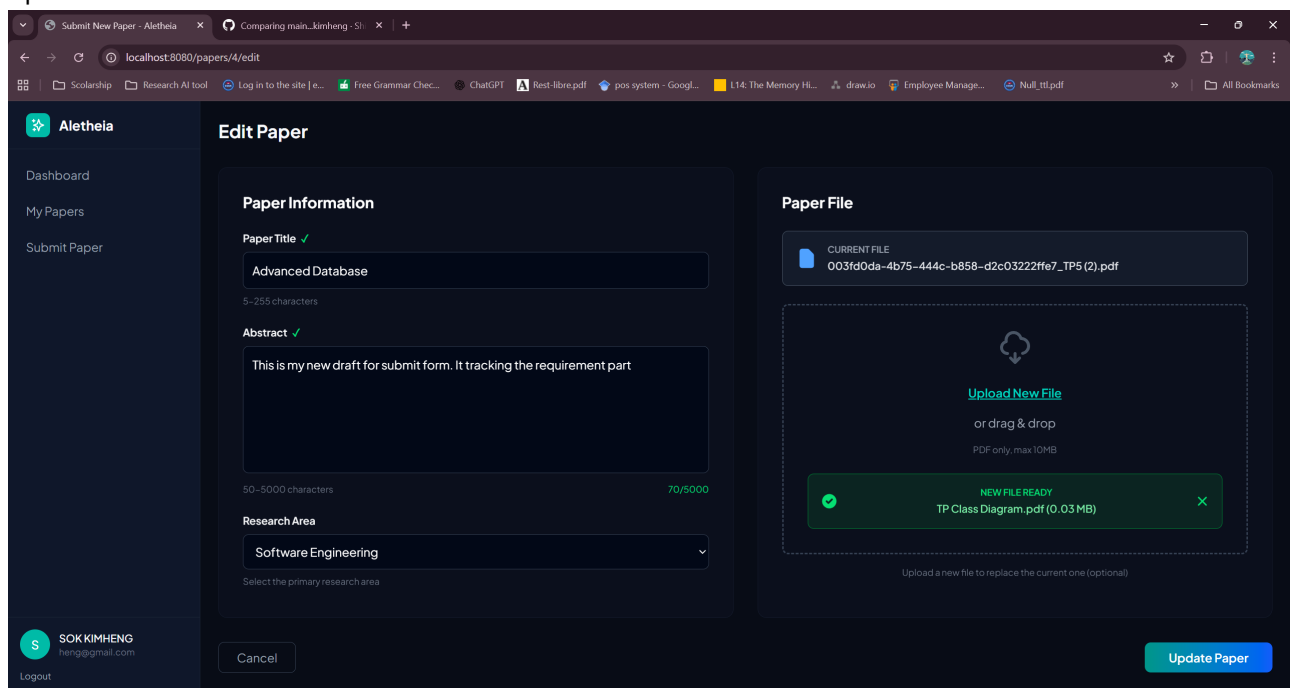 Submit New Paper - Aletheia
Comparing main...kimheng · Sh
localhost:8080/papers/4/edit
Scolarship
Research AI tool
Log in to the site | e...
Free Grammar Chec...
ChatGPT
Rest-libre.pdf
pos system - Googl...
L14: The Memory Hi...
draw.io
Employee Manage...
Null_ttl.pdf
»
All Bookmarks
Aletheia
Dashboard
My Papers
Submit Paper
Edit Paper
Paper Information
Paper Title ✓
Advanced Database
5-255 characters
Abstract ✓
This is my new draft for submit form. It tracking the requirement part
50-5000 characters
70/5000
Research Area
Software Engineering
Select the primary research area
Paper File
CURRENT FILE
003fd0da-4b75-444c-b858-d2c03222ffe7_TP5 (2).pdf
Upload New File
or drag & drop
PDF only, max 10MB
NEW FILE READY
TP Class Diagram.pdf (0.03 MB)
Upload a new file to replace the current one (optional)
S
SOK KIMHENG
heng@gmail.com
Logout
Cancel
Update Paper